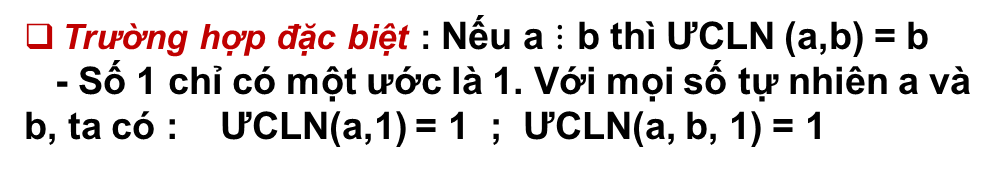 ❑ Trường hợp đặc biệt : Nếu a ⋮ b thì ƯCLN (a,b) = b
- Số 1 chỉ có một ước là 1. Với mọi số tự nhiên a và
b, ta có : ƯCLN(a,1) = 1 ; ƯCLN(a, b, 1) = 1